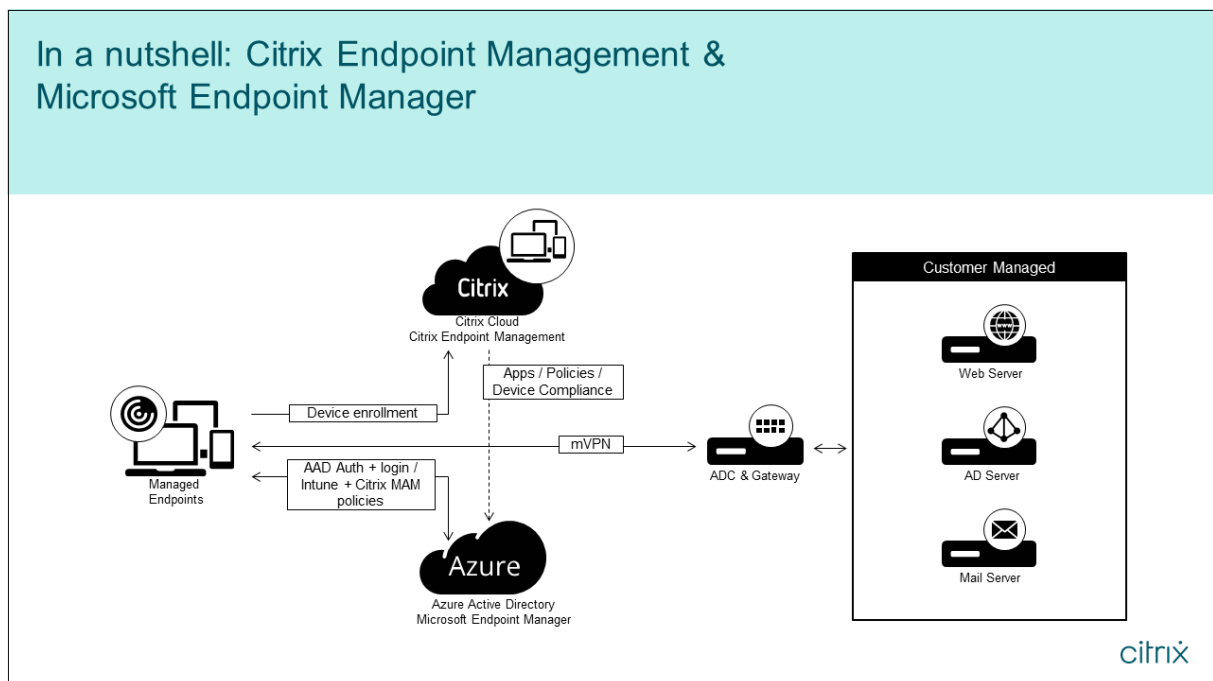 In a nutshell: Citrix Endpoint Management &
Microsoft Endpoint Manager
Citrix
Citrix Cloud
Citrix Endpoint Management
Apps / Policies /
Device Compliance
Device enrollment
mVPN
AAD Auth + login /
Intune + Citrix MAM
policies
Managed
Endpoints
Azure
Azure Active Directory
Microsoft Endpoint Manager
ADC & Gateway
Customer Managed
www
Web Server
AD Server
Mail Server
citrix